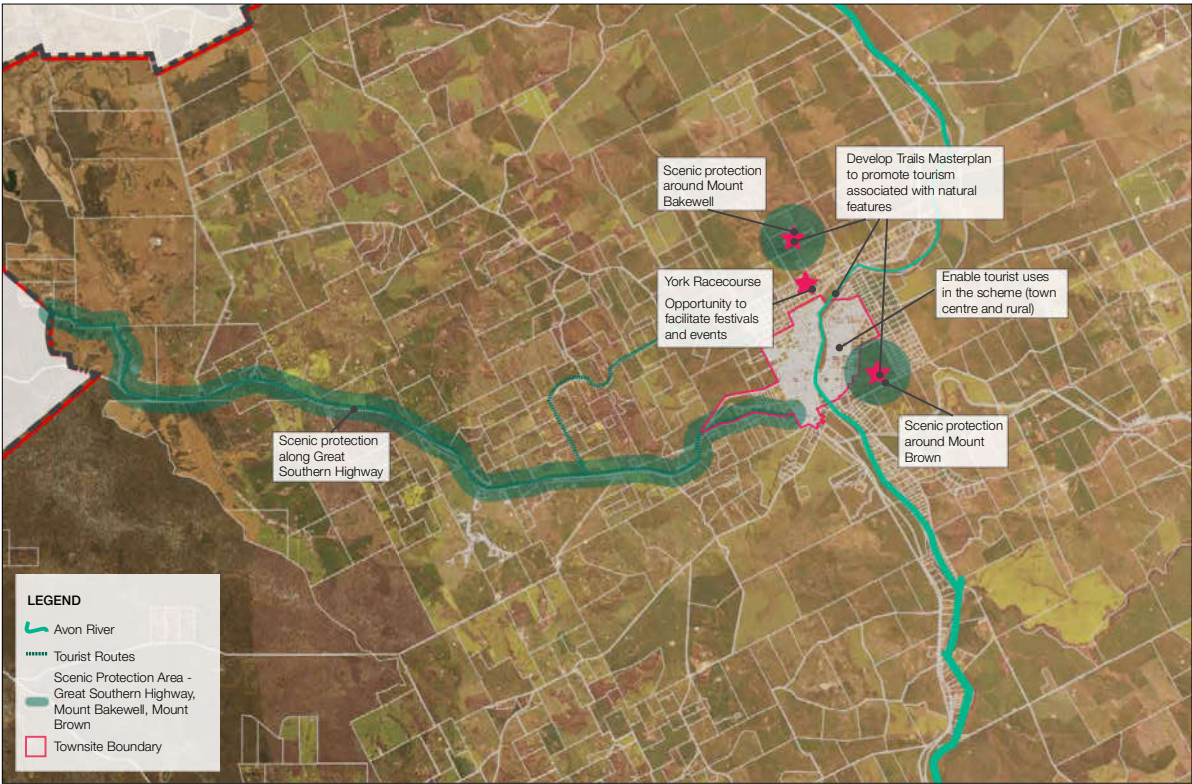 Scenic protection
around Mount
Bakewell
Develop Trails Masterplan
to promote tourism
associated with natural
features
York Racecourse
Opportunity to
facilitate festivals
and events
Enable tourist uses
in the scheme (town
centre and rural)
Scenic protection
along Great
Southern Highway
Scenic protection
around Mount
Brown
LEGEND
Avon River
Tourist Routes
Scenic Protection Area -
Great Southern Highway,
Mount Bakewell, Mount
Brown
Townsite Boundary